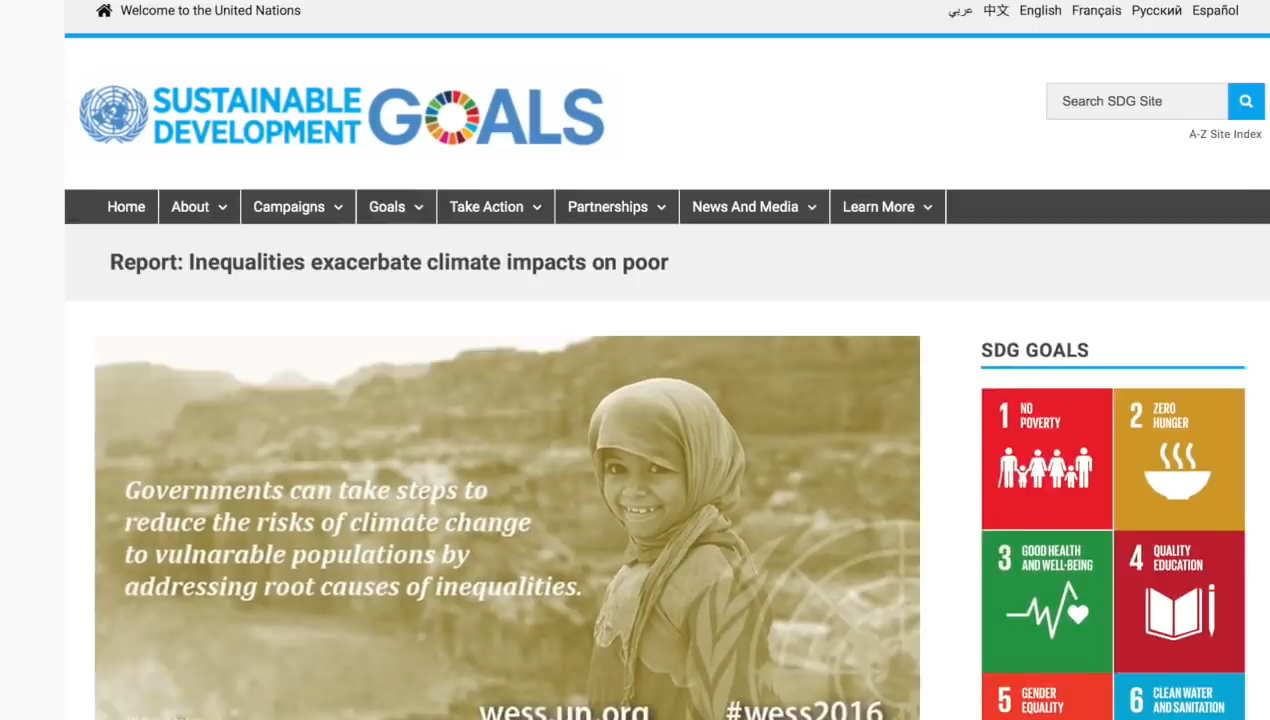 Welcome to the United Nations
عربي 中文 English Français Русский Español
SUSTAINABLE
DEVELOPMENT
GOALS
Search SDG Site
A-Z Site Index
Home About Campaigns Goals Take Action Partnerships News And Media Learn More
Report: Inequalities exacerbate climate impacts on poor
Governments can take steps to
reduce the risks of climate change
to vulnarable populations by
addressing root causes of inequalities.
wess.un.org #wess2016
SDG GOALS
1 NO
POVERTY
2 ZERO
HUNGER
3 GOOD HEALTH
AND WELL-BEING
4 QUALITY
EDUCATION
5 GENDER
EQUALITY
6 CLEAN WATER
AND SANITATION